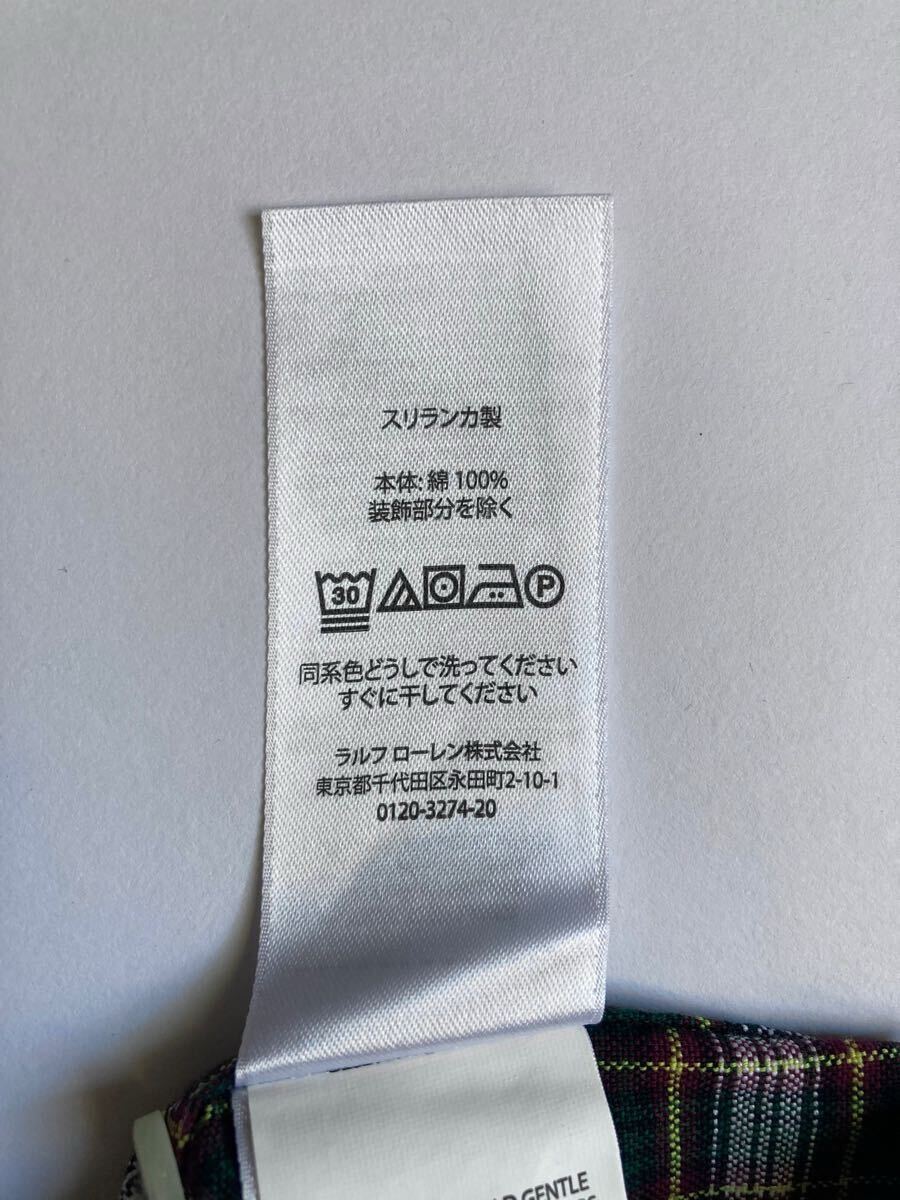 スリランカ製
本体: 綿 100%
装飾部分を除く
30
P
同系色どうしで洗ってください
すぐに干してください
ラルフ ローレン株式会社
東京都千代田区永田町2-10-1
0120-3274-20
GENTLE